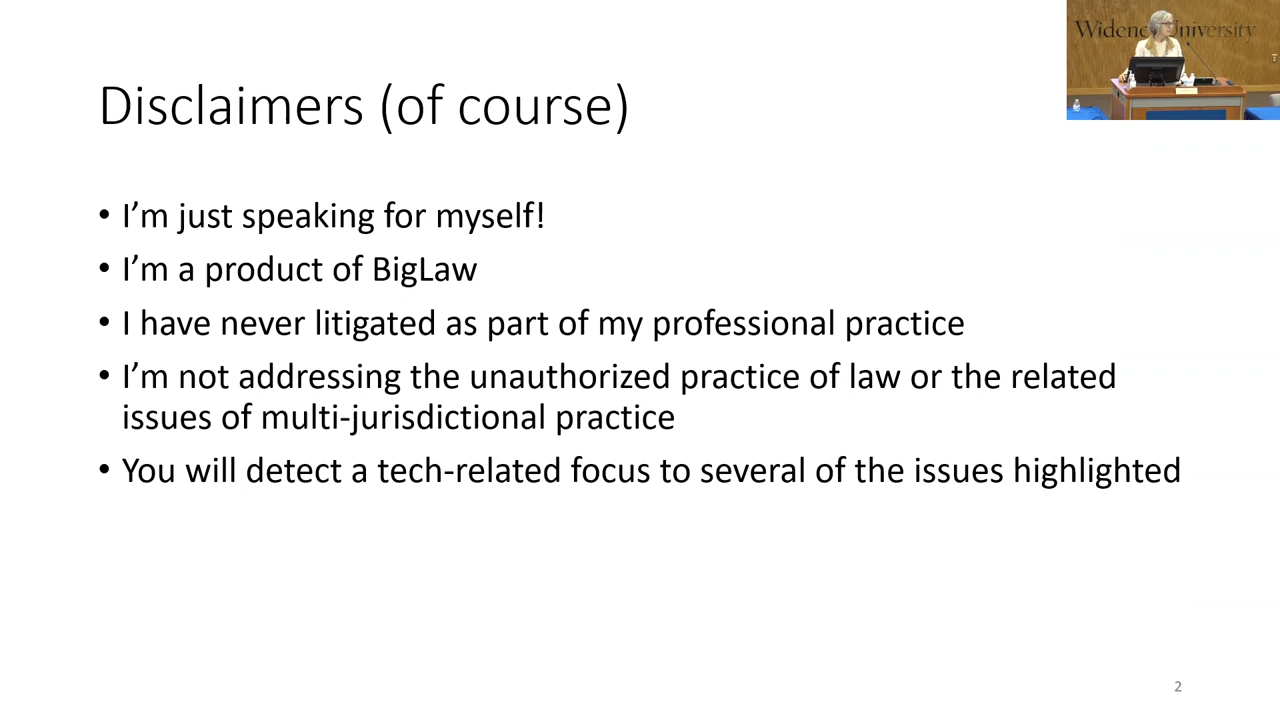 Widener University
Disclaimers (of course)
• I’m just speaking for myself!
• I’m a product of BigLaw
• I have never litigated as part of my professional practice
• I’m not addressing the unauthorized practice of law or the related
issues of multi-jurisdictional practice
• You will detect a tech-related focus to several of the issues highlighted
2